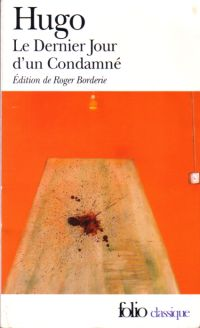 Hugo
Le Dernier Jour
d'un Condamné
Édition de Roger Borderie
folio classique